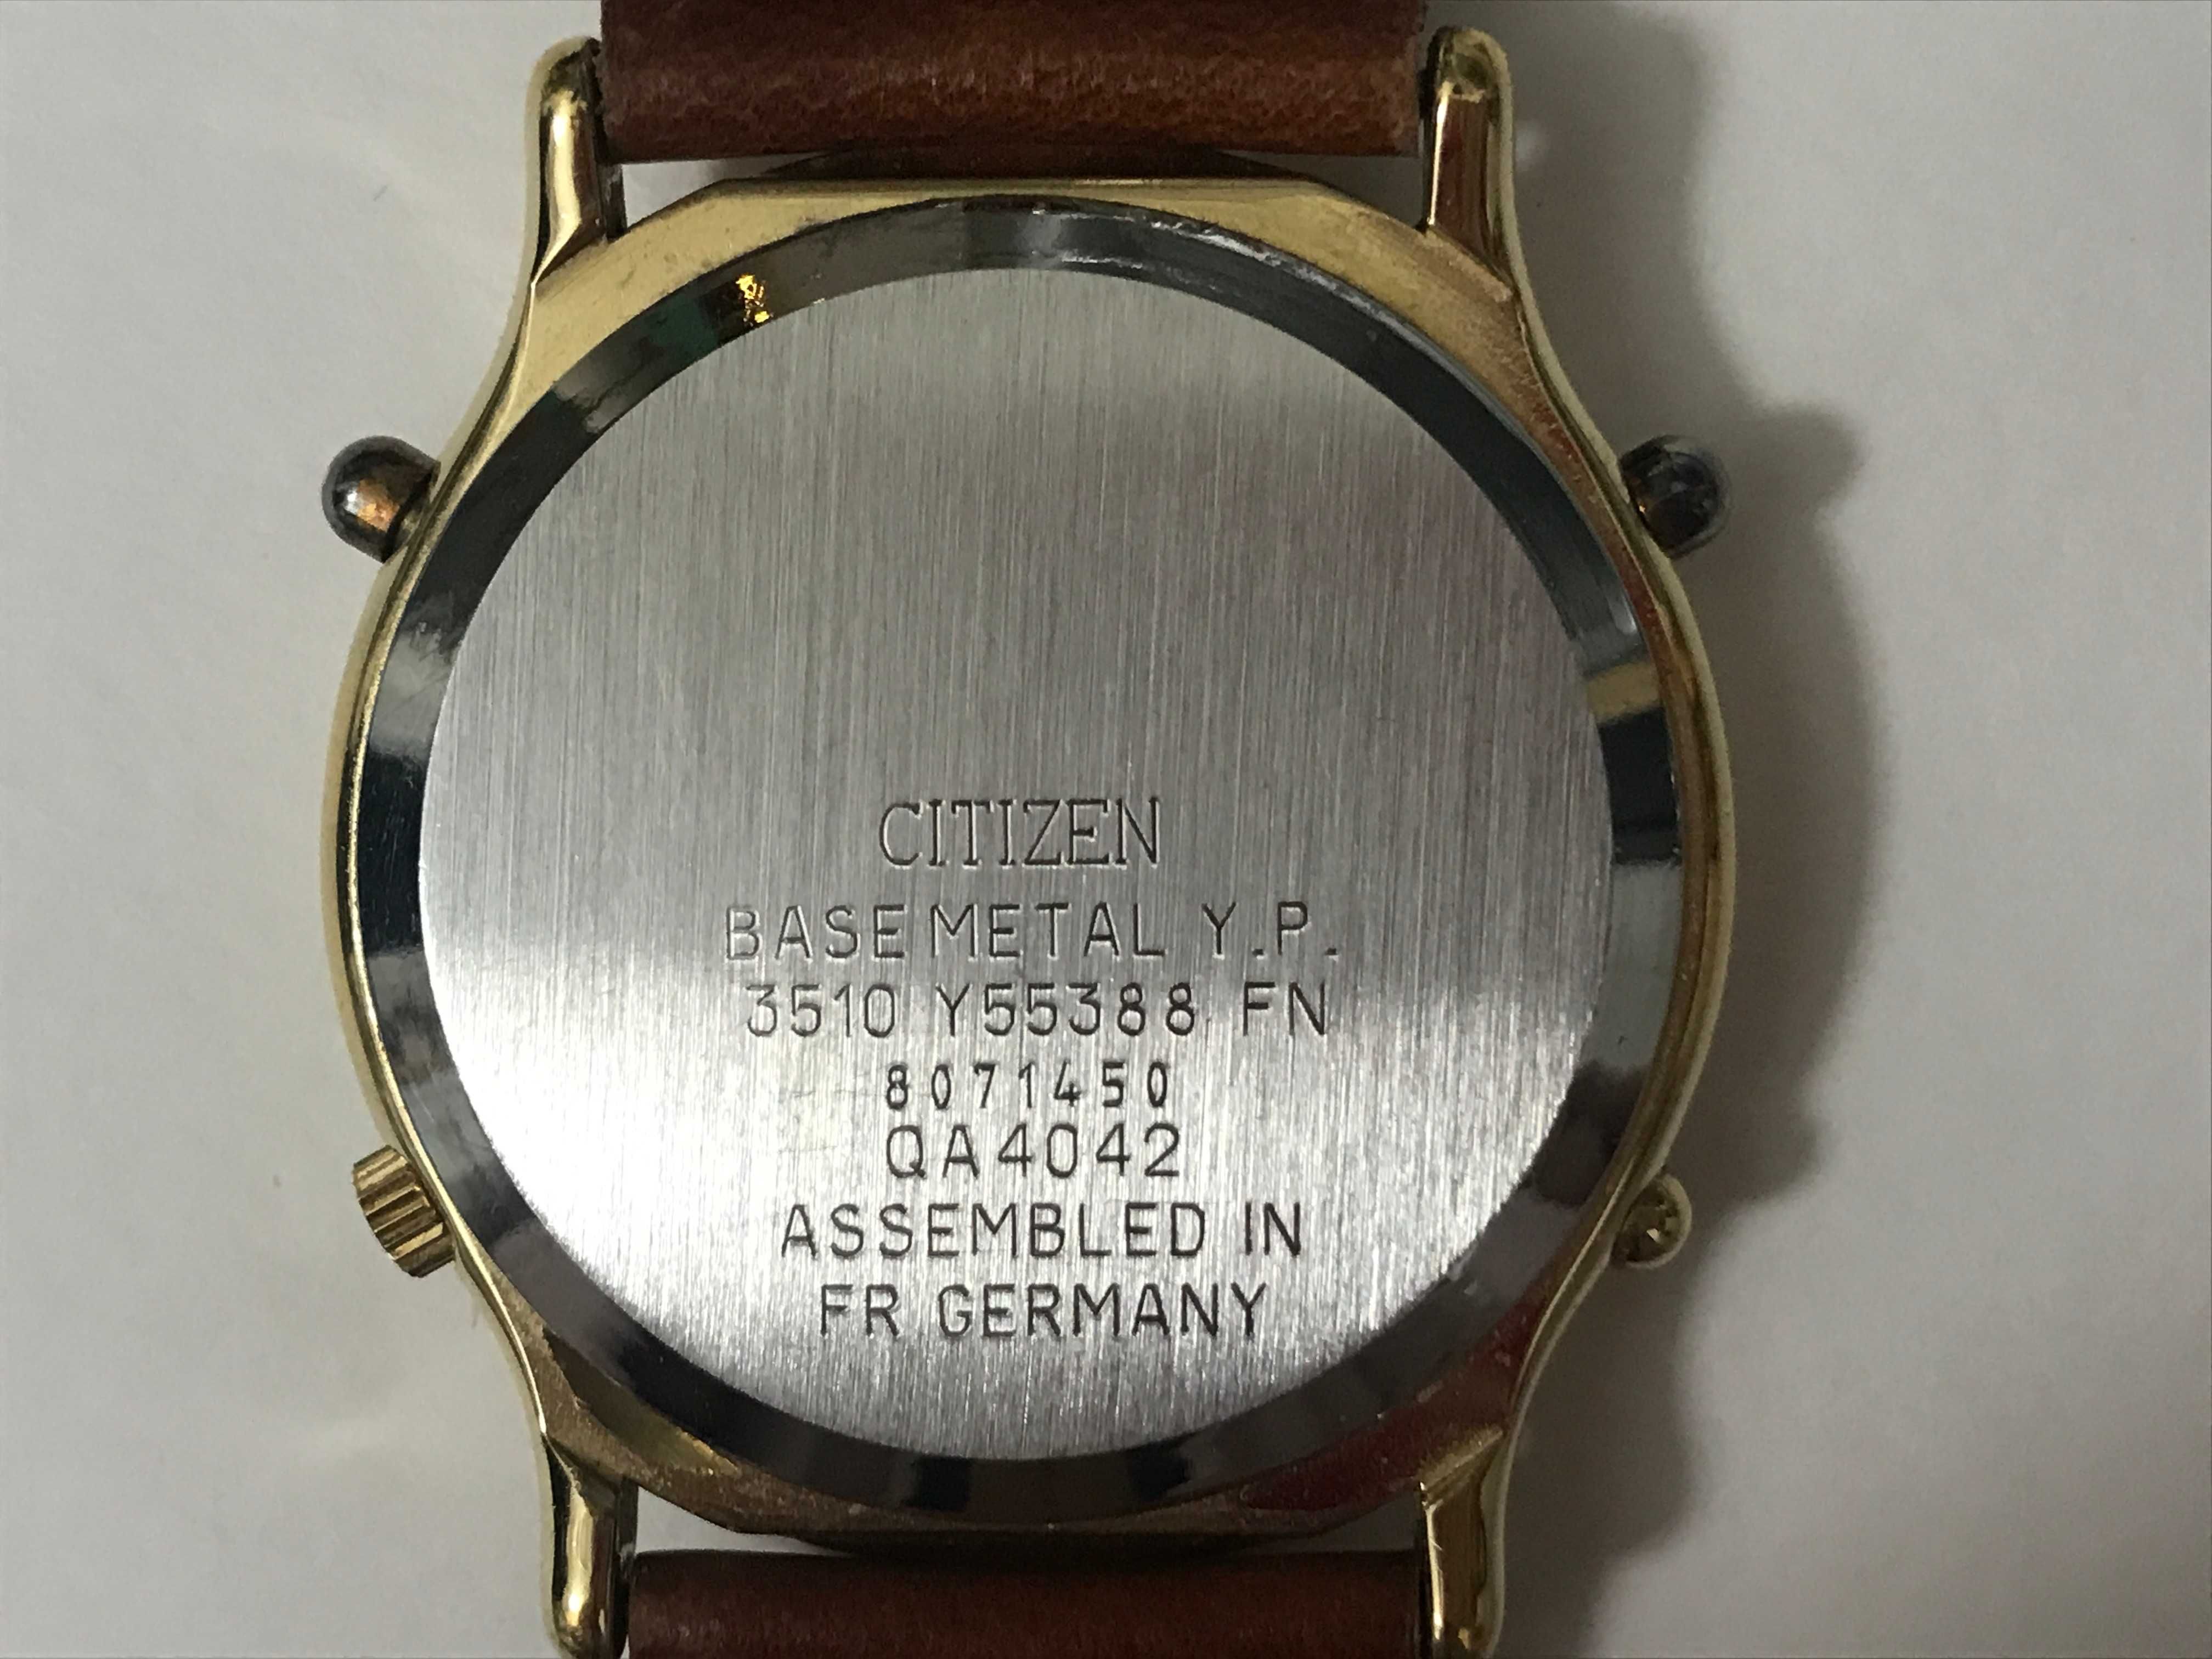 CITIZEN
BASE METAL Y.P.
3510 Y55388 FN
8071450
QA4042
ASSEMBLED IN
FR GERMANY